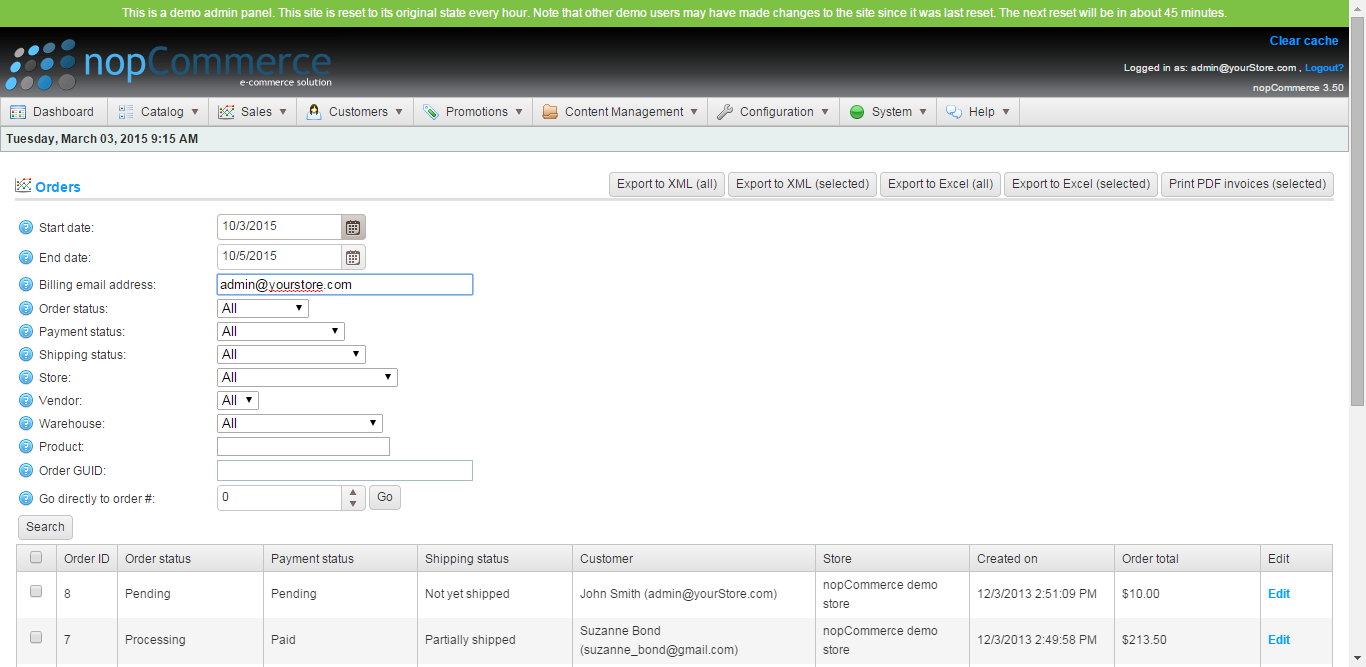 This is a demo admin panel. This site is reset to its original state every hour. Note that other demo users may have made changes to the site since it was last reset. The next reset will be in about 45 minutes.
Clear cache
nopCommerce
e-commerce solution
Logged in as: admin@yourStore.com , Logout?
nopCommerce 3.50
Dashboard Catalog Sales Customers Promotions Content Management Configuration System Help
Tuesday, March 03, 2015 9:15 AM
Orders Export to XML (all) Export to XML (selected) Export to Excel (all) Export to Excel (selected) Print PDF invoices (selected)
Start date: 10/3/2015
End date: 10/5/2015
Billing email address: admin@yourstore.com
Order status: All
Payment status: All
Shipping status: All
Store: All
Vendor: All
Warehouse: All
Product:
Order GUID:
Go directly to order #: 0 Go
Search
Order ID Order status Payment status Shipping status Customer Store Created on Order total Edit
8 Pending Pending Not yet shipped John Smith (admin@yourStore.com) nopCommerce demo store 12/3/2013 2:51:09 PM $10.00 Edit
7 Processing Paid Partially shipped Suzanne Bond (suzanne_bond@gmail.com) nopCommerce demo store 12/3/2013 2:49:58 PM $213.50 Edit